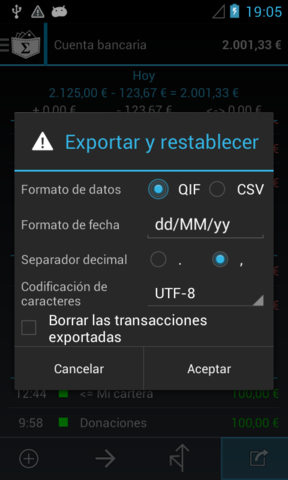 19:05
Cuenta bancaria 2.001,33 €
Hoy
2.125,00 € - 123,67 € = 2.001,33 €
+ 0,00 € - 123,67 € <-> 0,00 €
Exportar y restablecer
Formato de datos QIF CSV
Formato de fecha dd/MM/yy
Separador decimal . ,
Codificación de
caracteres UTF-8
Borrar las transacciones
exportadas
Cancelar Aceptar
12:44 <= Mi cartera 100,00 €
9:58 Donaciones 100,00 €